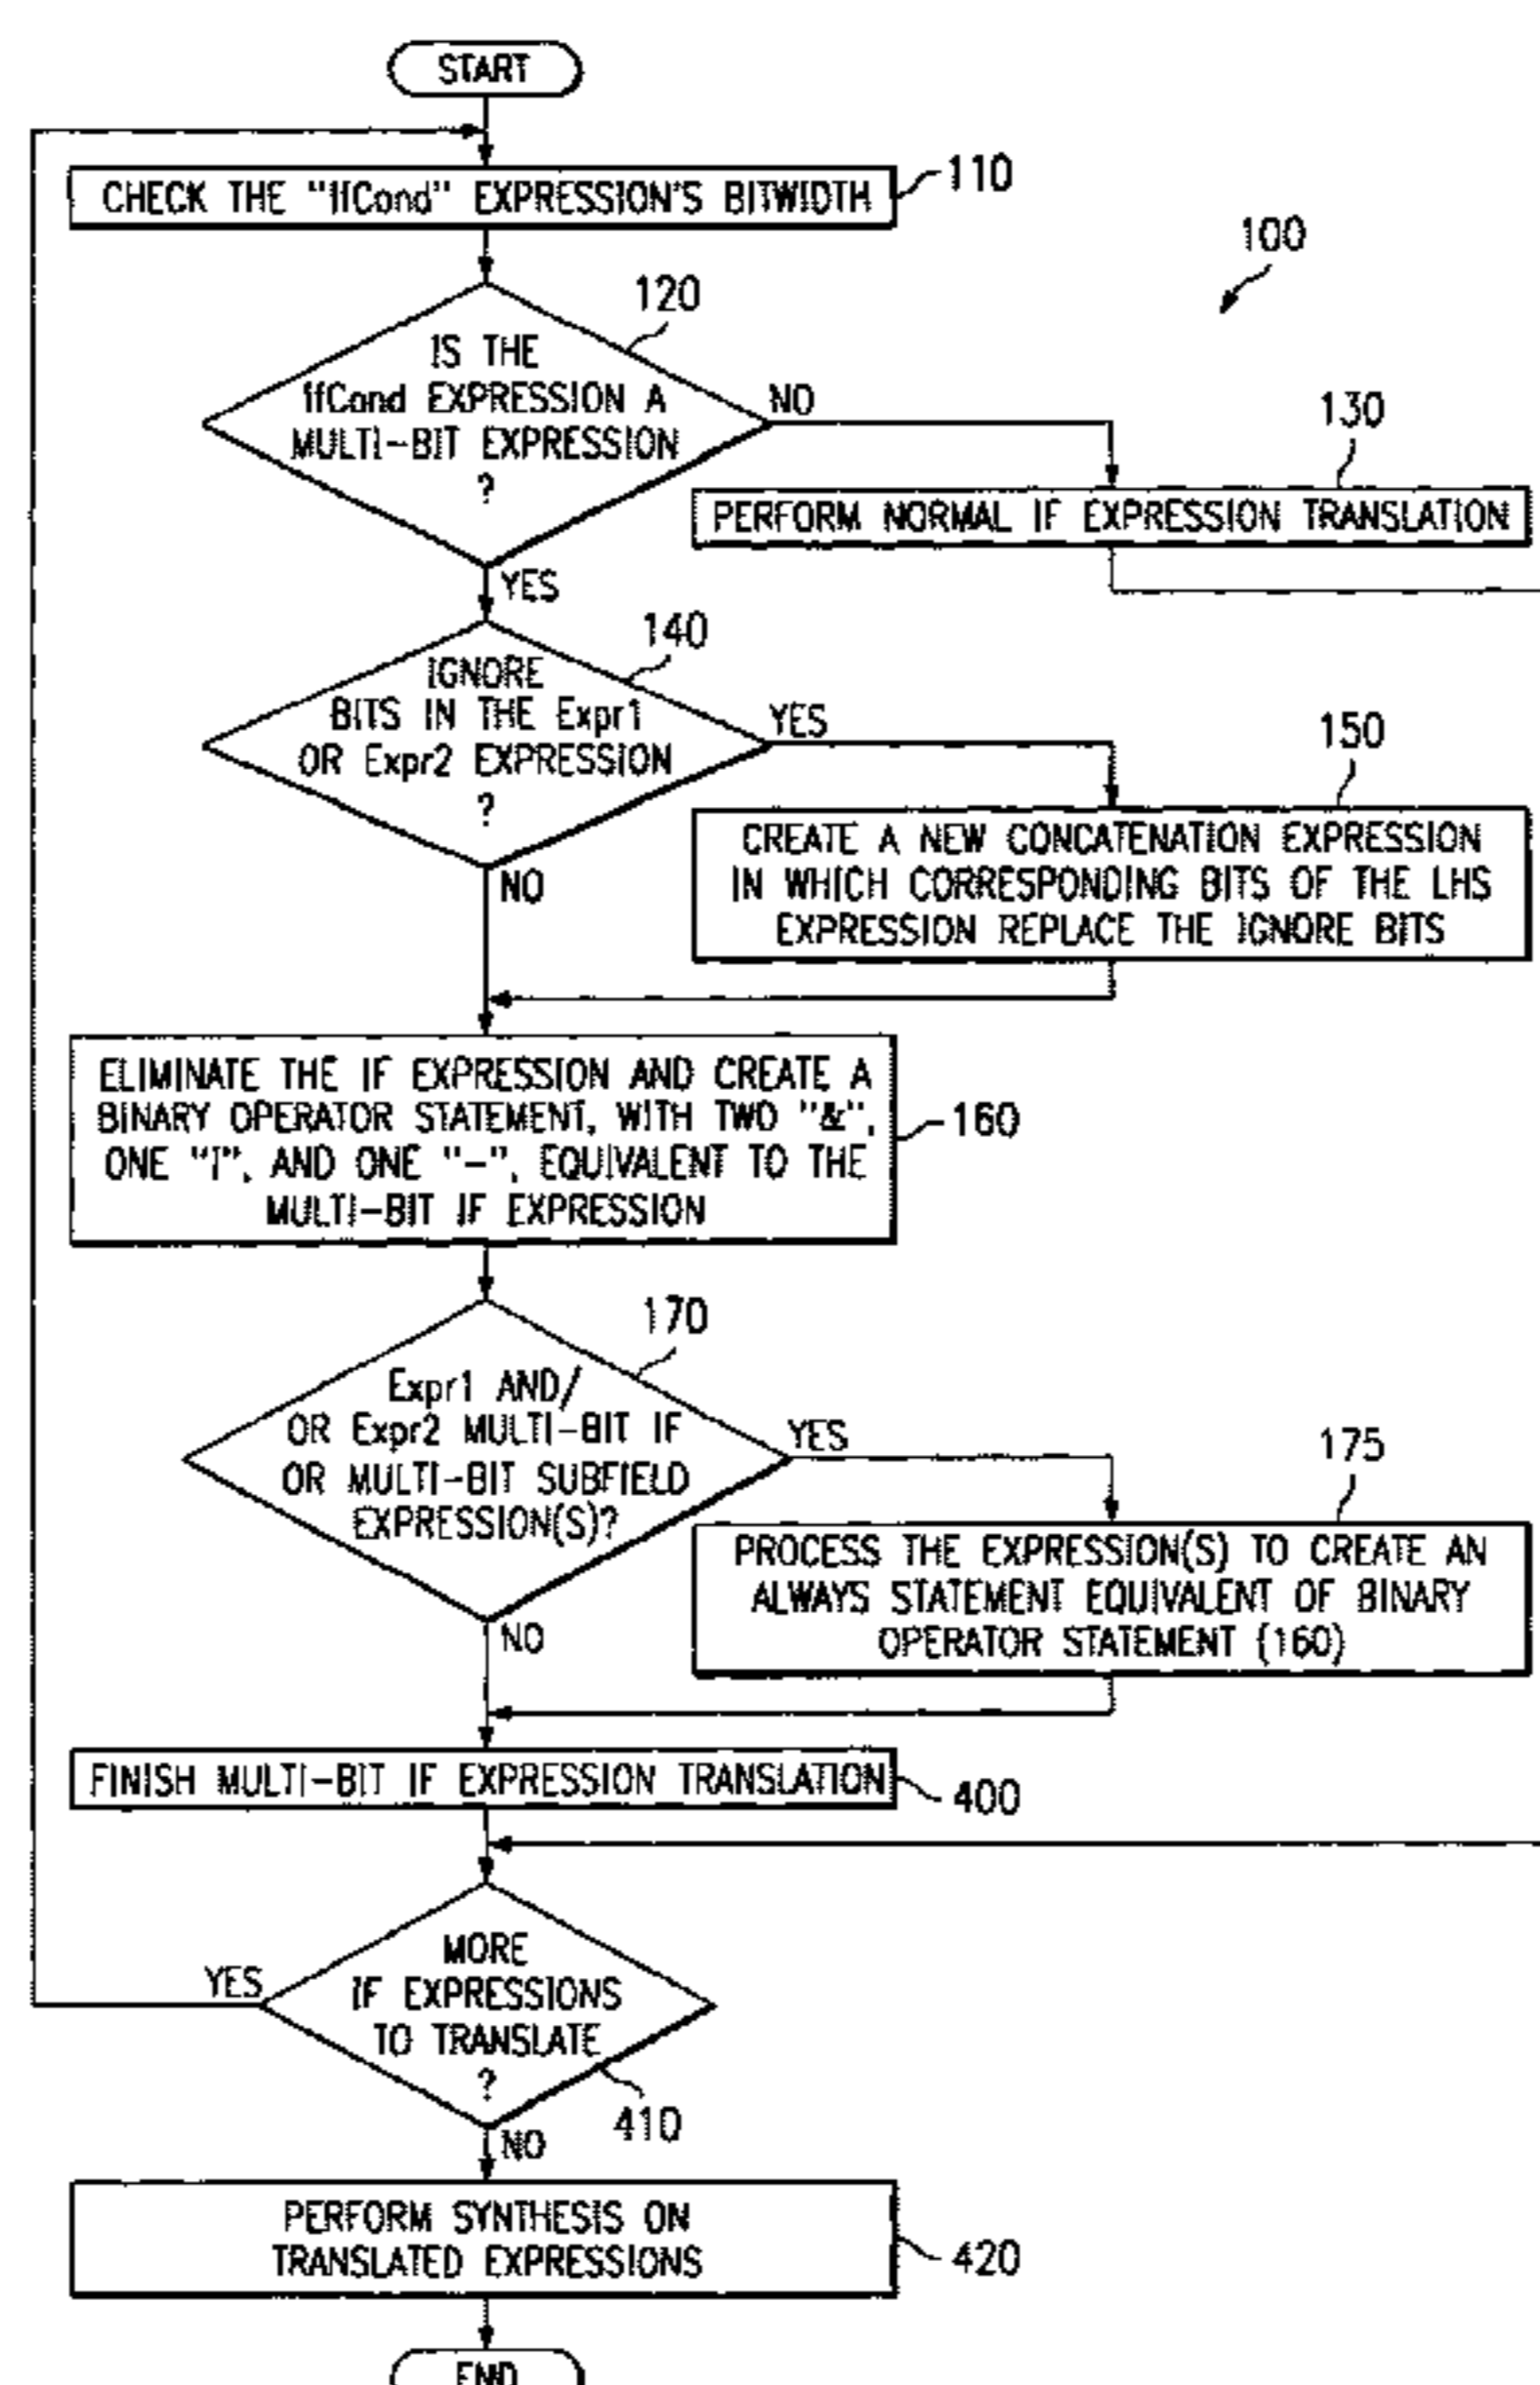 START
CHECK THE "ifCond" EXPRESSION'S BITWIDTH
110
100
120
IS THE
ifCond EXPRESSION A
MULTI-BIT EXPRESSION
?
NO
YES
130
PERFORM NORMAL IF EXPRESSION TRANSLATION
140
IGNORE
BITS IN THE Expr1
OR Expr2 EXPRESSION
?
YES
NO
150
CREATE A NEW CONCATENATION EXPRESSION
IN WHICH CORRESPONDING BITS OF THE LHS
EXPRESSION REPLACE THE IGNORE BITS
ELIMINATE THE IF EXPRESSION AND CREATE A
BINARY OPERATOR STATEMENT, WITH TWO "&",
ONE "|", AND ONE "-", EQUIVALENT TO THE
MULTI-BIT IF EXPRESSION
160
170
Expr1 AND/
OR Expr2 MULTI-BIT IF
OR MULTI-BIT SUBFIELD
EXPRESSION(S)?
YES
NO
175
PROCESS THE EXPRESSION(S) TO CREATE AN
ALWAYS STATEMENT EQUIVALENT OF BINARY
OPERATOR STATEMENT (160)
FINISH MULTI-BIT IF EXPRESSION TRANSLATION
400
YES
MORE
IF EXPRESSIONS
TO TRANSLATE
?
410
NO
PERFORM SYNTHESIS ON
TRANSLATED EXPRESSIONS
420
END